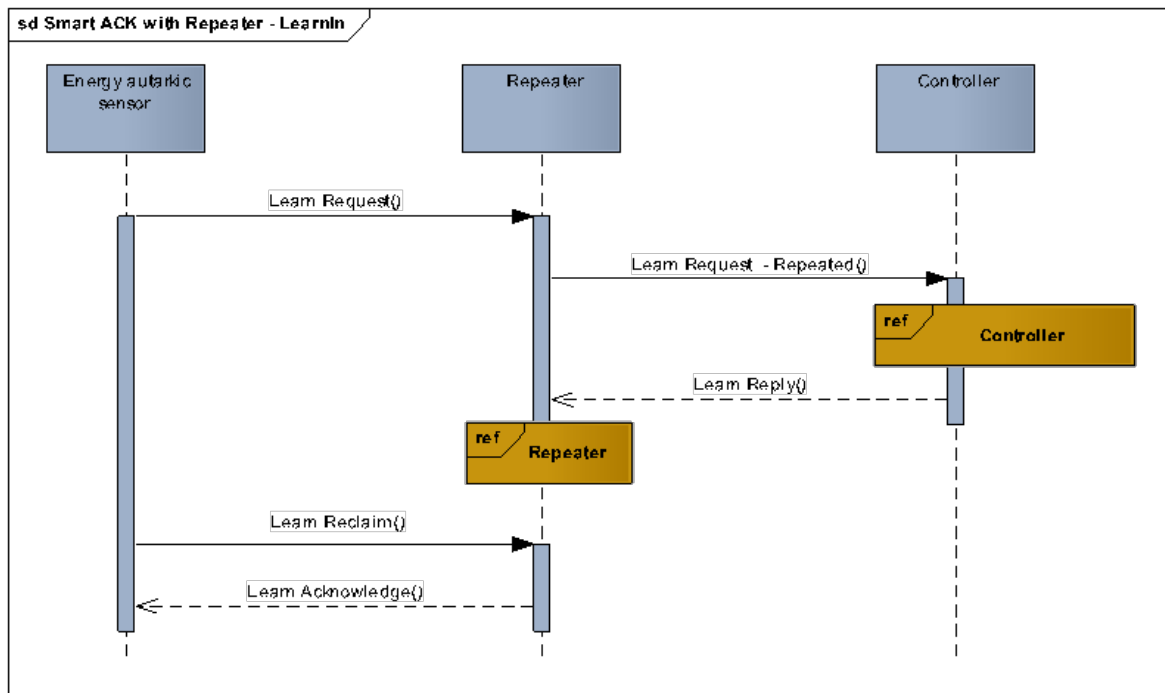 sd Smart ACK with Repeater - LearnIn
Energy autarkic
sensor
Repeater
Controller
Learn Request()
Learn Request - Repeated()
ref
Controller
Learn Reply()
ref
Repeater
Learn Reclaim()
Learn Acknowledge()